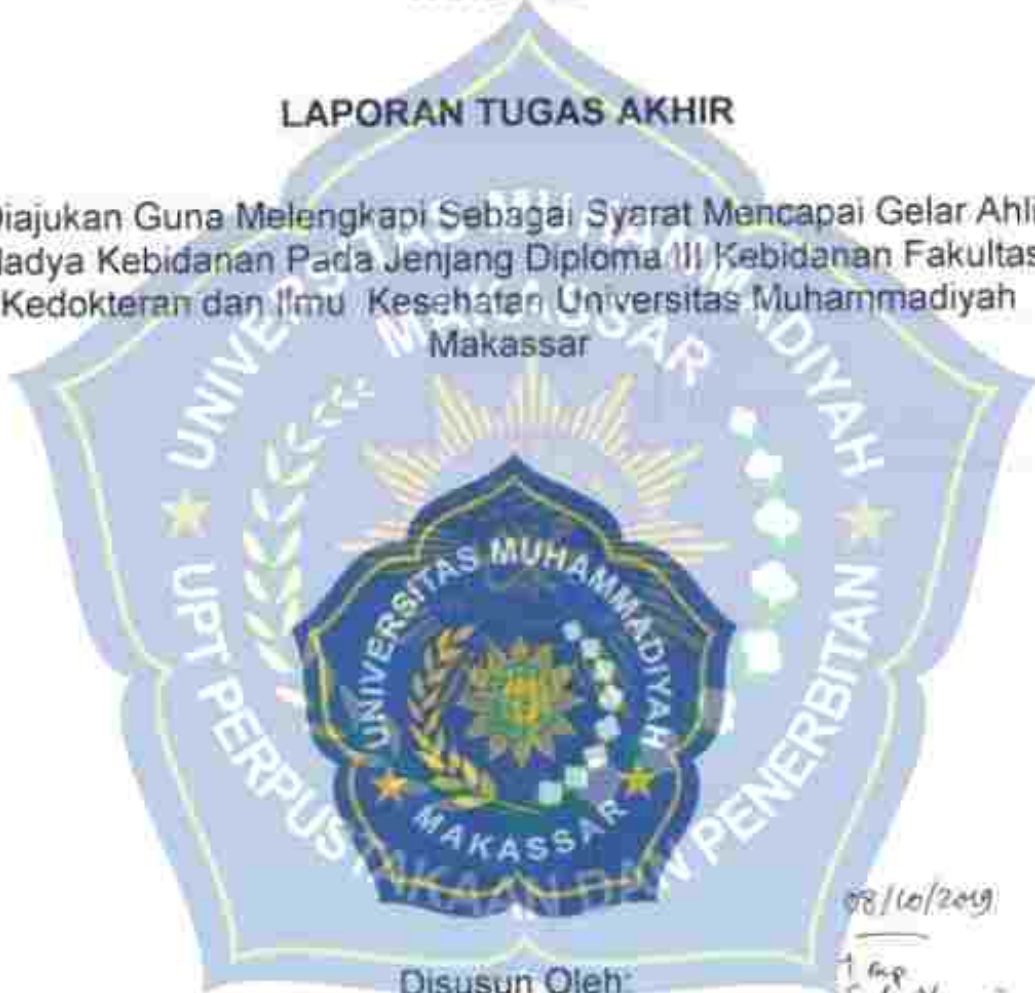 LAPORAN TUGAS AKHIR
Diajukan Guna Melengkapi Sebagai Syarat Mencapai Gelar Ahli
Madya Kebidanan Pada Jenjang Diploma III Kebidanan Fakultas
Kedokteran dan Ilmu Kesehatan Universitas Muhammadiyah
Makassar
UNIVERSITAS MUHAMMADIYAH
MAKASSAR
UPT PERPUSTAKAAN DAN PENERBITAN
UNIVERSITAS MUHAMMADIYAH
MAKASSAR
08/10/2019
Disusun Oleh: